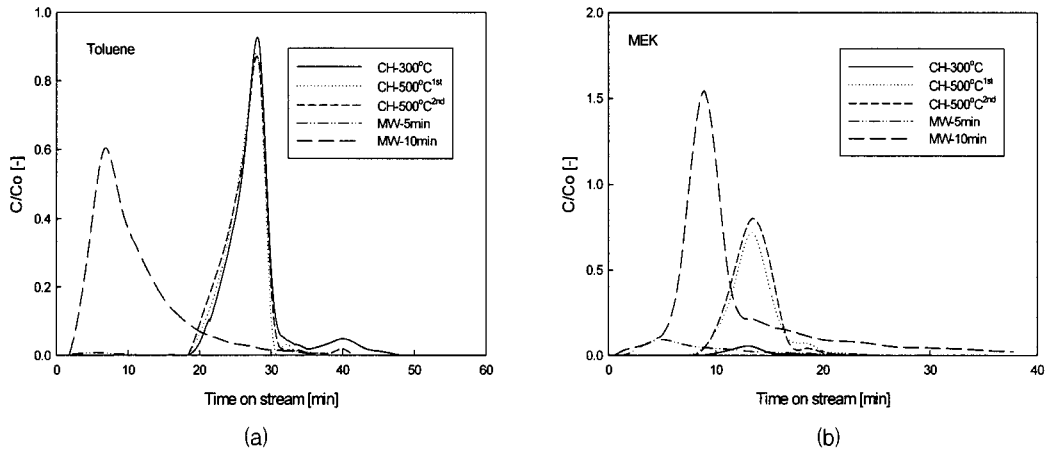 Toluene
CH-300°C
CH-500°C1st
CH-500°C2nd
MW-5min
MW-10min
1.0
0.8
0.6
0.4
0.2
0.0
C/Co [-]
0
10
20
30
40
50
60
Time on stream [min]
(a)
MEK
CH-300°C
CH-500°C1st
CH-500°C2nd
MW-5min
MW-10min
2.0
1.5
1.0
0.5
0.0
C/Co [-]
0
10
20
30
40
Time on stream [min]
(b)